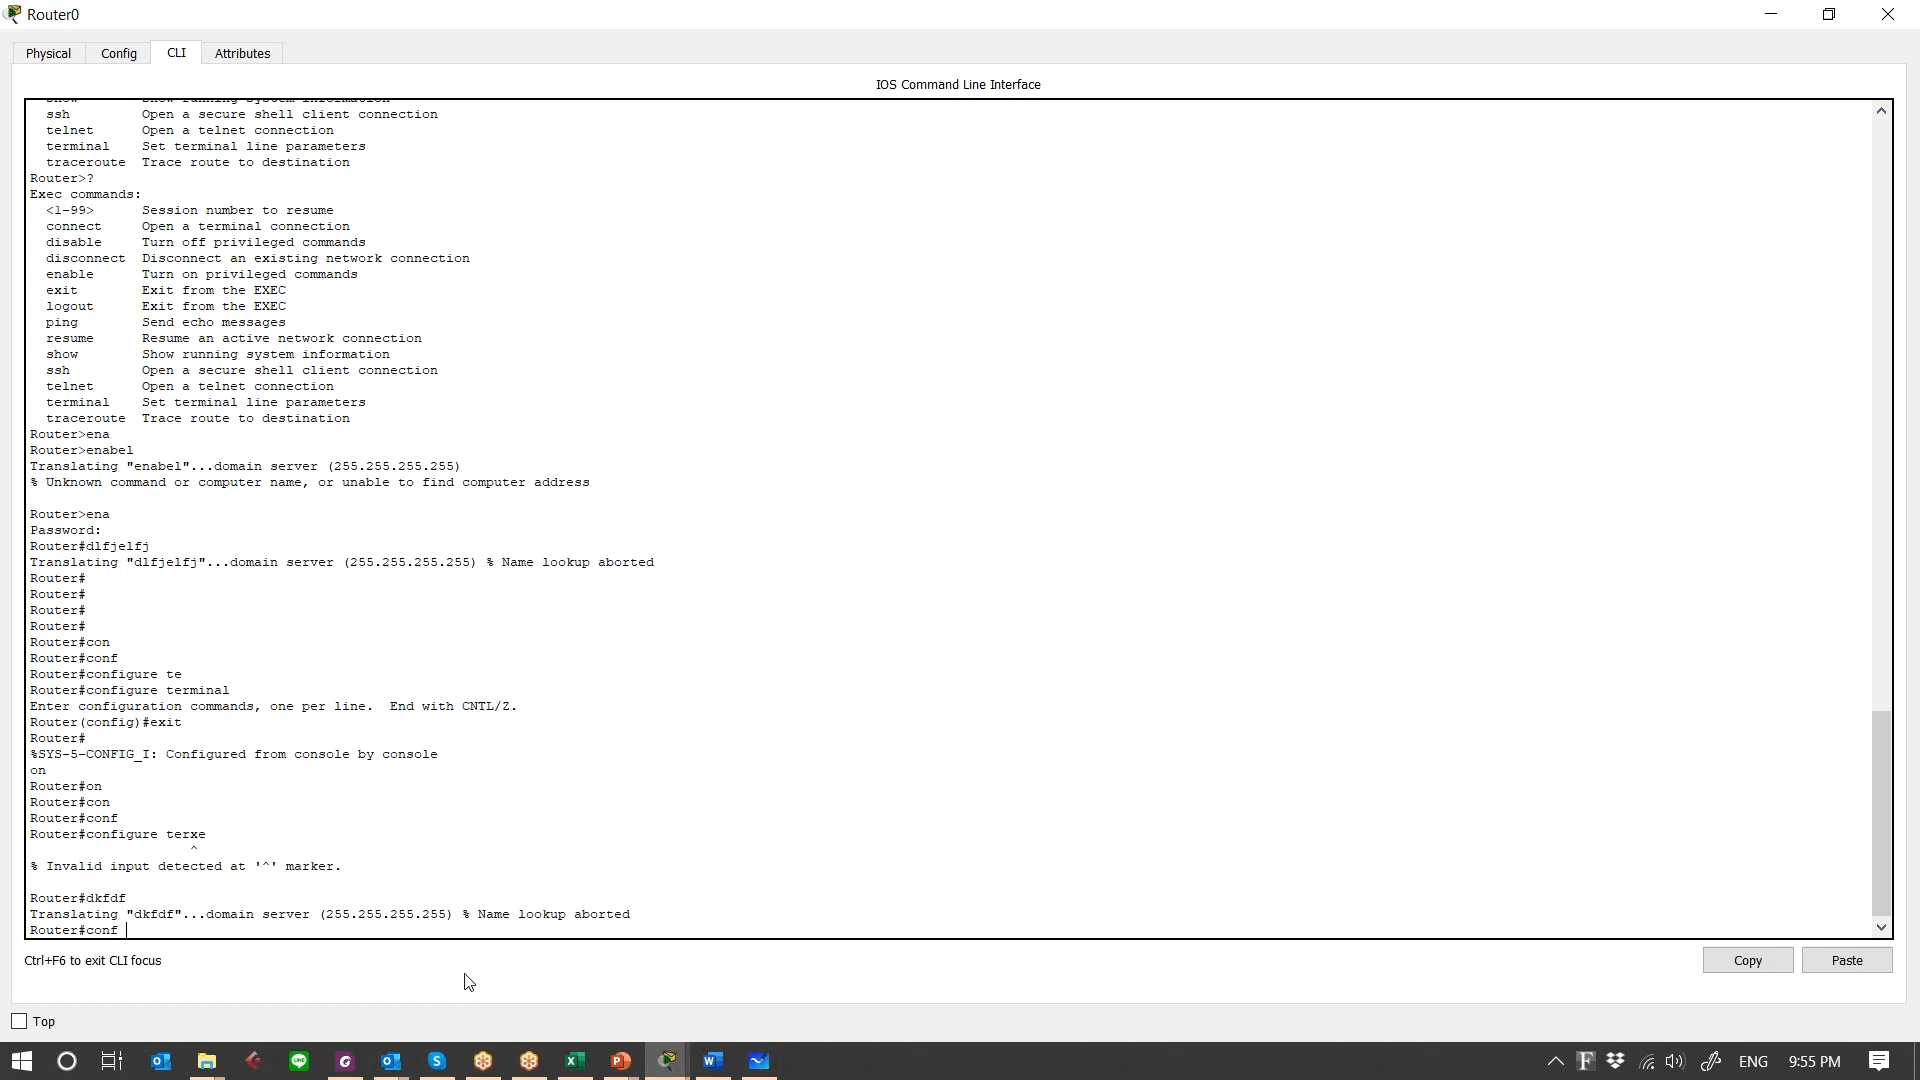 Router0
Physical
Config
CLI
Attributes
IOS Command Line Interface
show Show running system information
ssh Open a secure shell client connection
telnet Open a telnet connection
terminal Set terminal line parameters
traceroute Trace route to destination
Router>?
Exec commands:
<1-99> Session number to resume
connect Open a terminal connection
disable Turn off privileged commands
disconnect Disconnect an existing network connection
enable Turn on privileged commands
exit Exit from the EXEC
logout Exit from the EXEC
ping Send echo messages
resume Resume an active network connection
show Show running system information
ssh Open a secure shell client connection
telnet Open a telnet connection
terminal Set terminal line parameters
traceroute Trace route to destination
Router>ena
Router>enabel
Translating "enabel"...domain server (255.255.255.255)
% Unknown command or computer name, or unable to find computer address
Router>ena
Password:
Router#dlfjelfj
Translating "dlfjelfj"...domain server (255.255.255.255) % Name lookup aborted
Router#
Router#
Router#
Router#
Router#con
Router#conf
Router#configure te
Router#configure terminal
Enter configuration commands, one per line. End with CNTL/Z.
Router(config)#exit
Router#
%SYS-5-CONFIG_I: Configured from console by console
on
Router#on
Router#con
Router#conf
Router#configure terxe
^
% Invalid input detected at '^' marker.
Router#dkfdf
Translating "dkfdf"...domain server (255.255.255.255) % Name lookup aborted
Router#conf
Ctrl+F6 to exit CLI focus
Copy
Paste
Top
ENG
9:55 PM